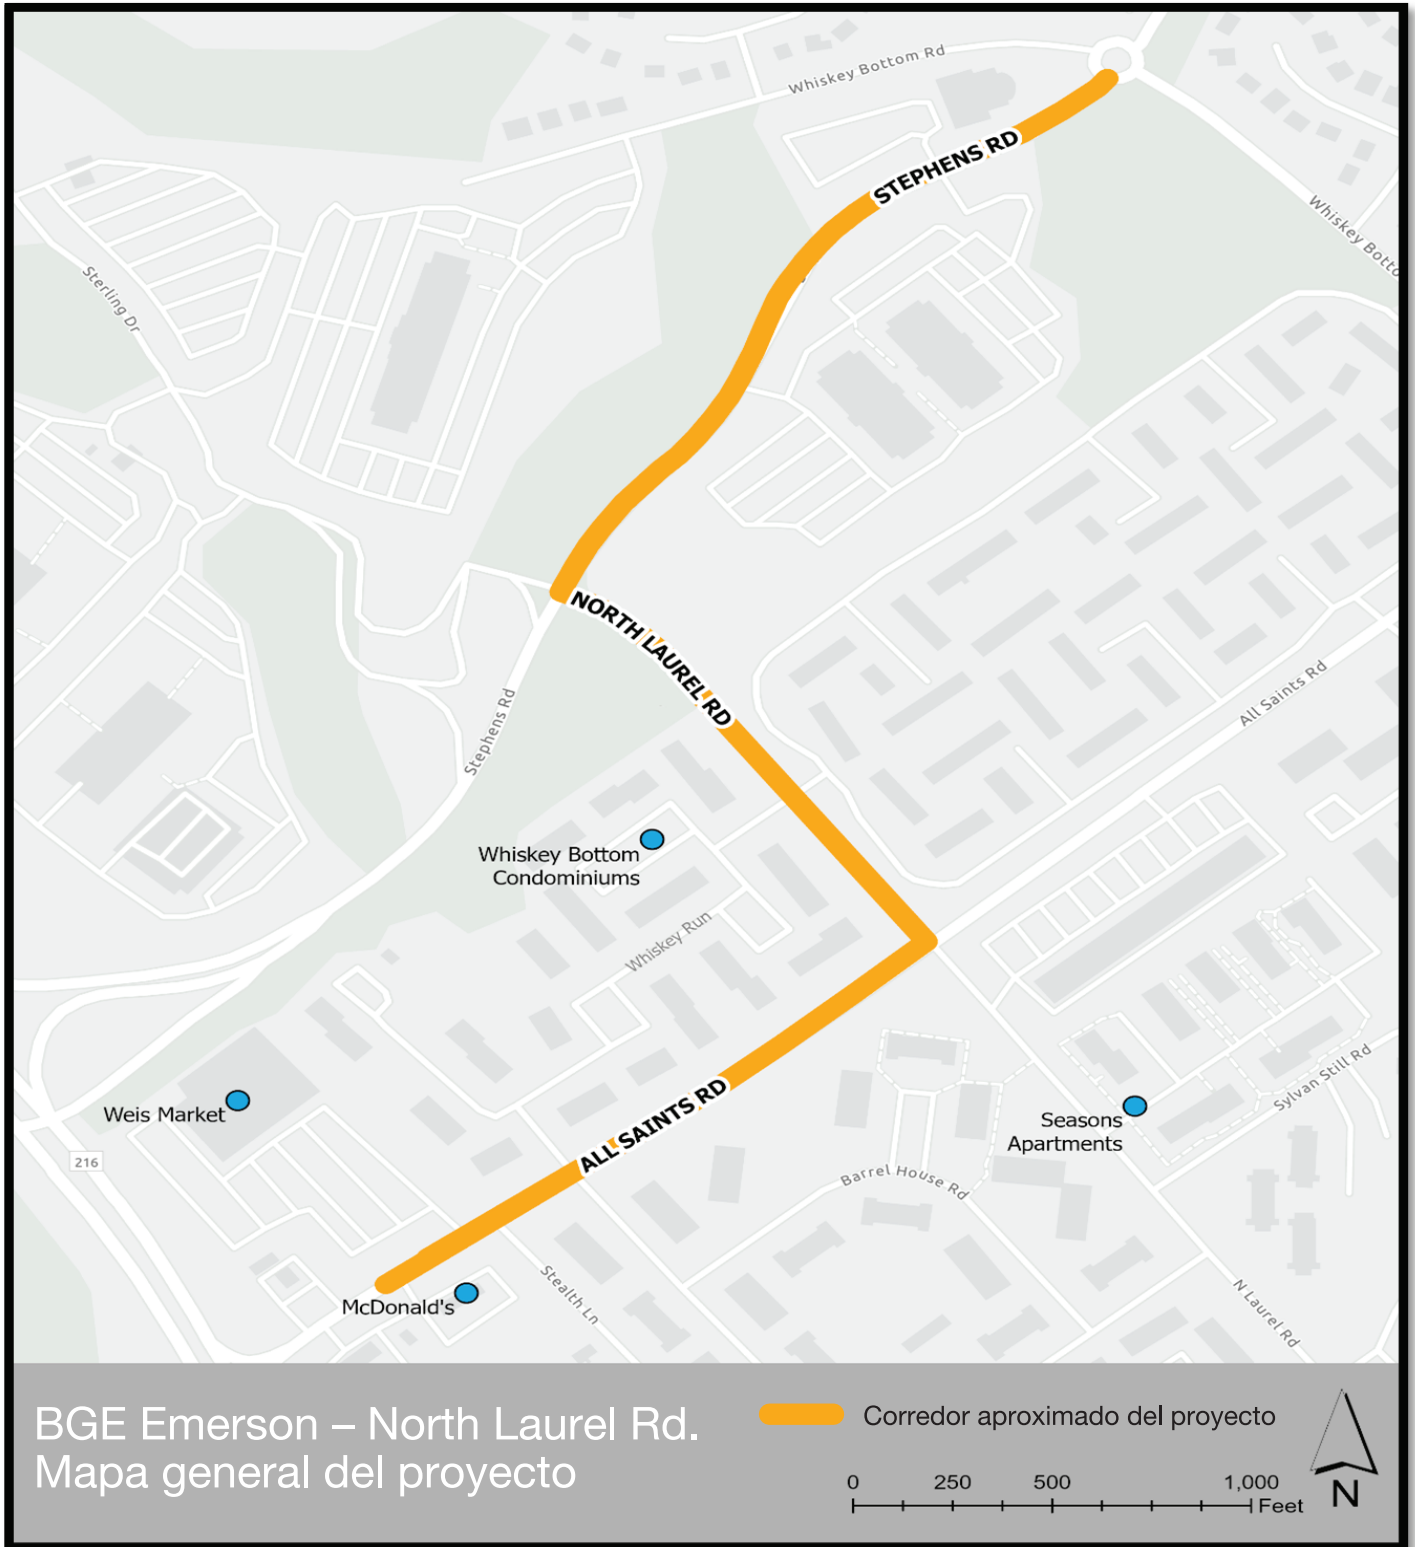 Whiskey Bottom Rd
STEPHENS RD
Whiskey Botto
Sterling Dr
NORTH LAUREL RD
All Saints Rd
Stephens Rd
Whiskey Bottom
Condominiums
Whiskey Run
Weis Market
216
ALL SAINTS RD
Seasons
Apartments
Sylvan Still Rd
Barrel House Rd
McDonald's
Stealth Ln
N Laurel Rd
BGE Emerson – North Laurel Rd.
Mapa general del proyecto
Corredor aproximado del proyecto
0 250 500 1,000
Feet
N